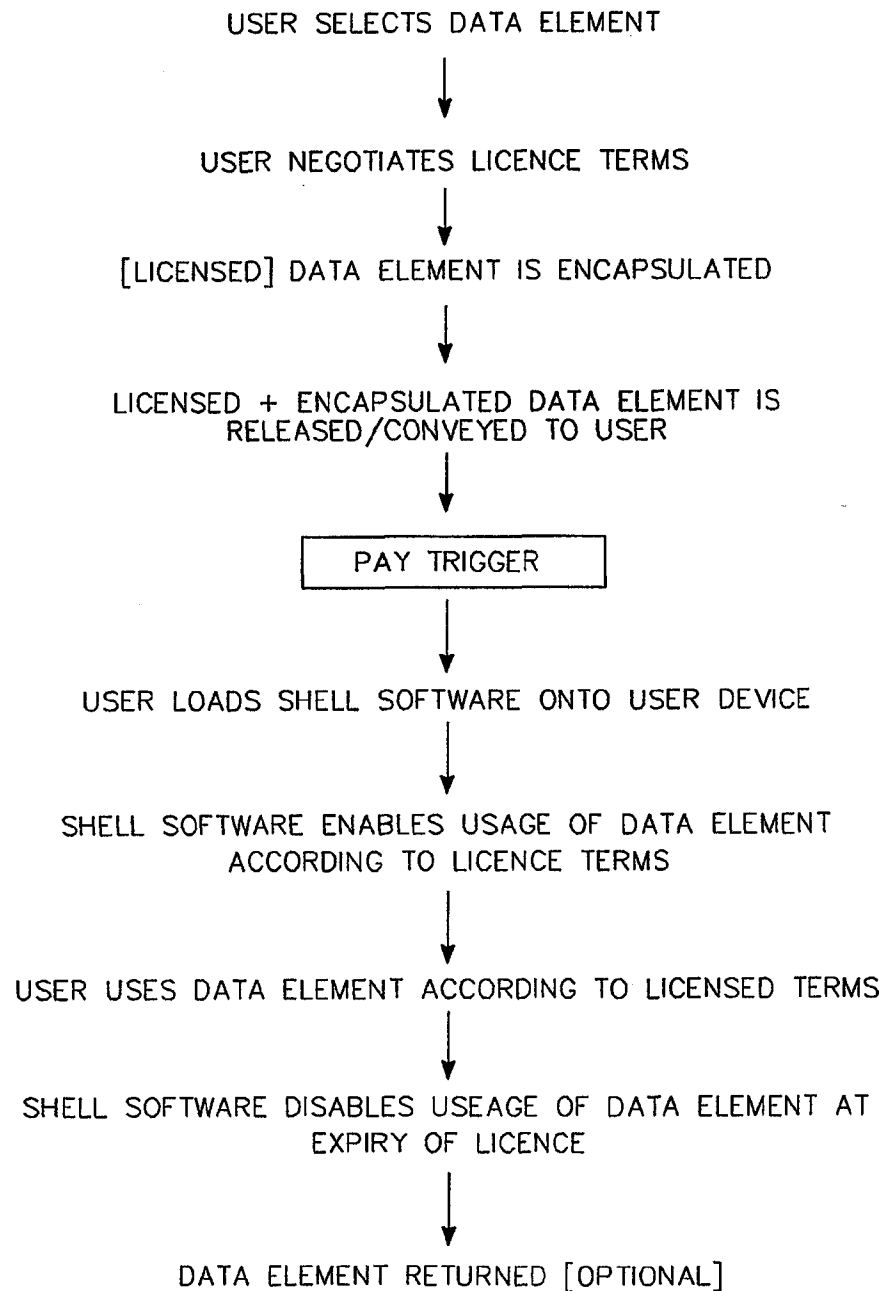 USER SELECTS DATA ELEMENT
USER NEGOTIATES LICENCE TERMS
[LICENSED] DATA ELEMENT IS ENCAPSULATED
LICENSED + ENCAPSULATED DATA ELEMENT IS
RELEASED/CONVEYED TO USER
PAY TRIGGER
USER LOADS SHELL SOFTWARE ONTO USER DEVICE
SHELL SOFTWARE ENABLES USAGE OF DATA ELEMENT
ACCORDING TO LICENCE TERMS
USER USES DATA ELEMENT ACCORDING TO LICENSED TERMS
SHELL SOFTWARE DISABLES USEAGE OF DATA ELEMENT AT
EXPIRY OF LICENCE
DATA ELEMENT RETURNED [OPTIONAL]